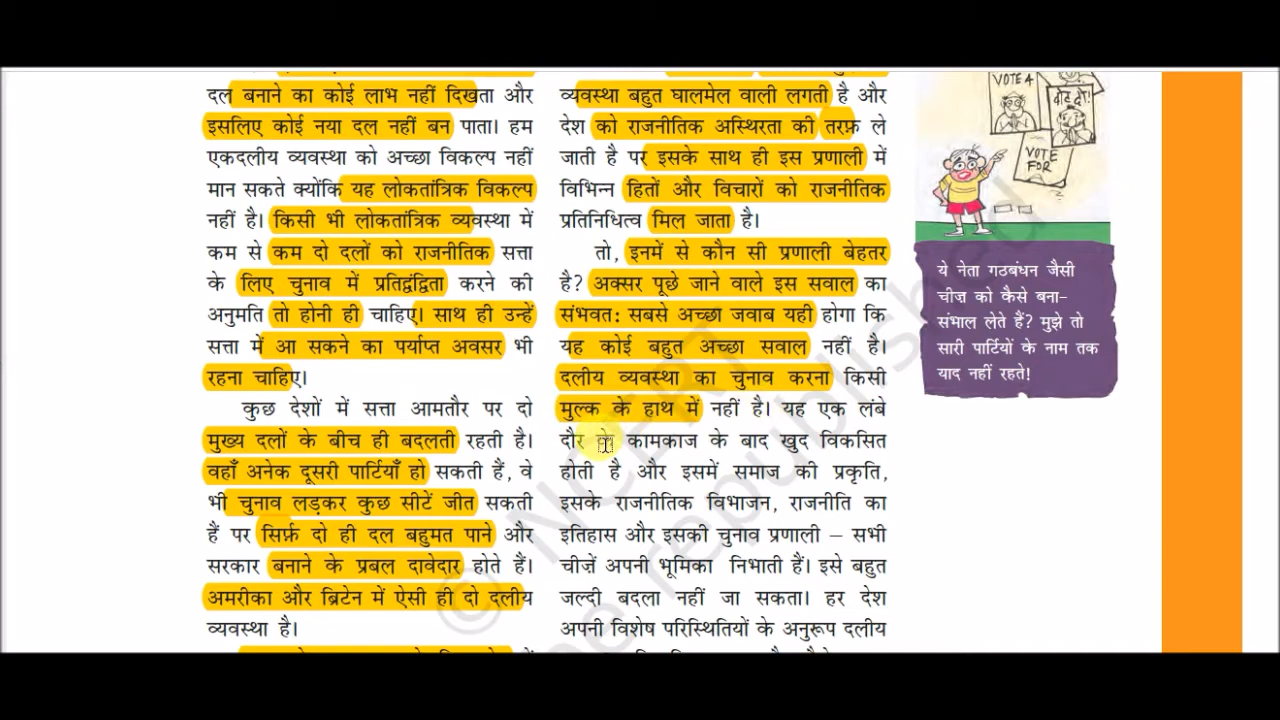 दल बनाने का कोई लाभ नहीं दिखता और
इसलिए कोई नया दल नहीं बन पाता। हम
एकदलीय व्यवस्था को अच्छा विकल्प नहीं
मान सकते क्योंकि यह लोकतांत्रिक विकल्प
नहीं है। किसी भी लोकतांत्रिक व्यवस्था में
कम से कम दो दलों को राजनीतिक सत्ता
के लिए चुनाव में प्रतिद्वंद्विता करने की
अनुमति तो होनी ही चाहिए। साथ ही उन्हें
सत्ता में आ सकने का पर्याप्त अवसर भी
रहना चाहिए।
कुछ देशों में सत्ता आमतौर पर दो
मुख्य दलों के बीच ही बदलती रहती है।
वहाँ अनेक दूसरी पार्टियाँ हो सकती हैं, वे
भी चुनाव लड़कर कुछ सीटें जीत सकती
हैं पर सिर्फ़ दो ही दल बहुमत पाने और
सरकार बनाने के प्रबल दावेदार होते हैं।
अमरीका और ब्रिटेन में ऐसी ही दो दलीय
व्यवस्था है।
व्यवस्था बहुत घालमेल वाली लगती है और
देश को राजनीतिक अस्थिरता की तरफ़ ले
जाती है पर इसके साथ ही इस प्रणाली में
विभिन्न हितों और विचारों को राजनीतिक
प्रतिनिधित्व मिल जाता है।
तो, इनमें से कौन सी प्रणाली बेहतर
है? अक्सर पूछे जाने वाले इस सवाल का
संभवत: सबसे अच्छा जवाब यही होगा कि
यह कोई बहुत अच्छा सवाल नहीं है।
दलीय व्यवस्था का चुनाव करना किसी
मुल्क के हाथ में नहीं है। यह एक लंबे
दौर के कामकाज के बाद खुद विकसित
होती है और इसमें समाज की प्रकृति,
इसके राजनीतिक विभाजन, राजनीति का
इतिहास और इसकी चुनाव प्रणाली – सभी
चीज़ें अपनी भूमिका निभाती हैं। इसे बहुत
जल्दी बदला नहीं जा सकता। हर देश
अपनी विशेष परिस्थितियों के अनुरूप दलीय
VOTE 4
वोट दो!
VOTE
FOR
ये नेता गठबंधन जैसी
चीज़ को कैसे बना-
संभाल लेते हैं? मुझे तो
सारी पार्टियों के नाम तक
याद नहीं रहते!
© NCERT
be republished